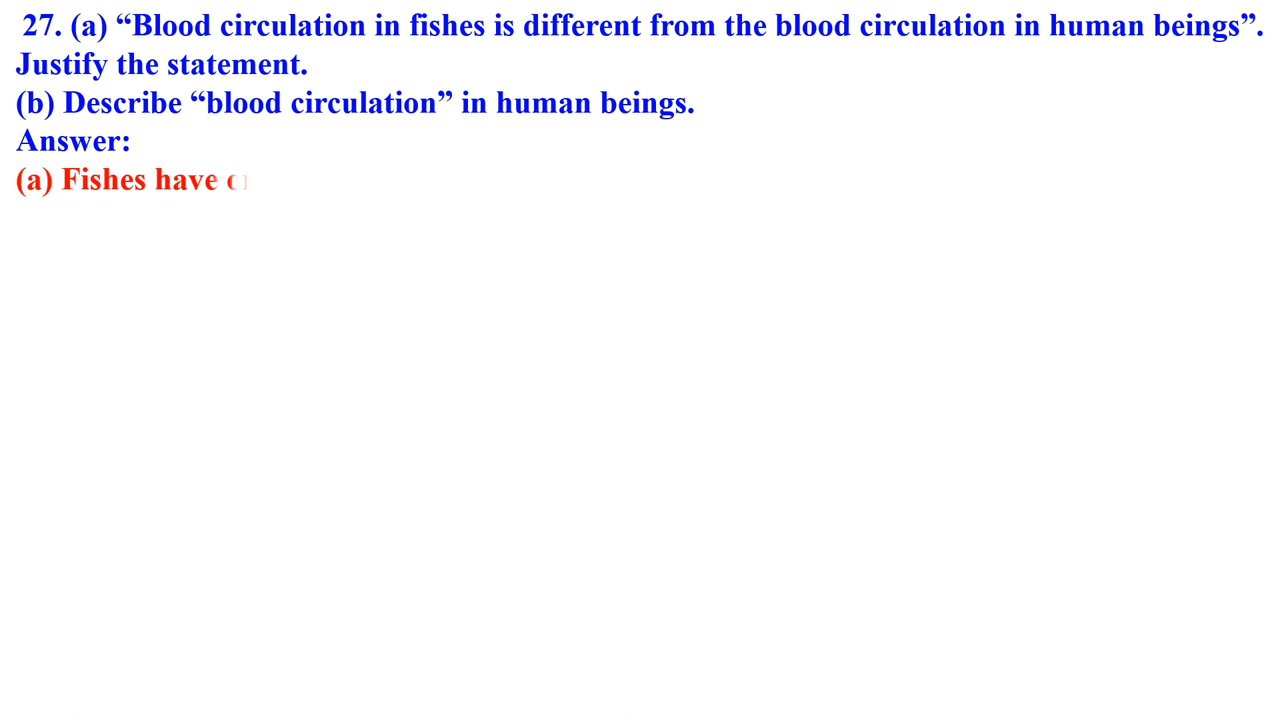 27. (a) “Blood circulation in fishes is different from the blood circulation in human beings”.
Justify the statement.
(b) Describe “blood circulation” in human beings.
Answer:
(a) Fishes have